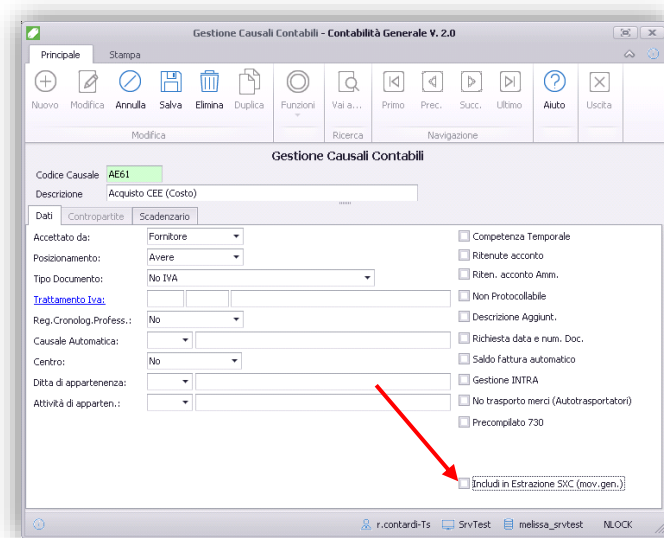 Gestione Causali Contabili - Contabilità Generale V. 2.0
Principale Stampa
Nuovo Modifica Annulla Salva Elimina Duplica Funzioni Vai a... Primo Prec. Succ. Ultimo Aiuto Uscita
Modifica Ricerca Navigazione
Gestione Causali Contabili
Codice Causale AE61
Descrizione Acquisto CEE (Costo)
Dati Contropartite Scadenzario
Accettato da: Fornitore Competenza Temporale
Posizionamento: Avere Ritenute acconto
Tipo Documento: No IVA Riten. acconto Amm.
Trattamento Iva: Non Protocollabile
Reg.Cronolog.Profess.: No Descrizione Aggiunt.
Causale Automatica: Richiesta data e num. Doc.
Centro: No Saldo fattura automatico
Ditta di appartenenza: Gestione INTRA
Attività di apparten.: No trasporto merci (Autotrasportatori)
Precompilato 730
Includi in Estrazione SXC (mov.gen.)
r.contardi-Ts SrvTest melissa_srvtest NLOCK